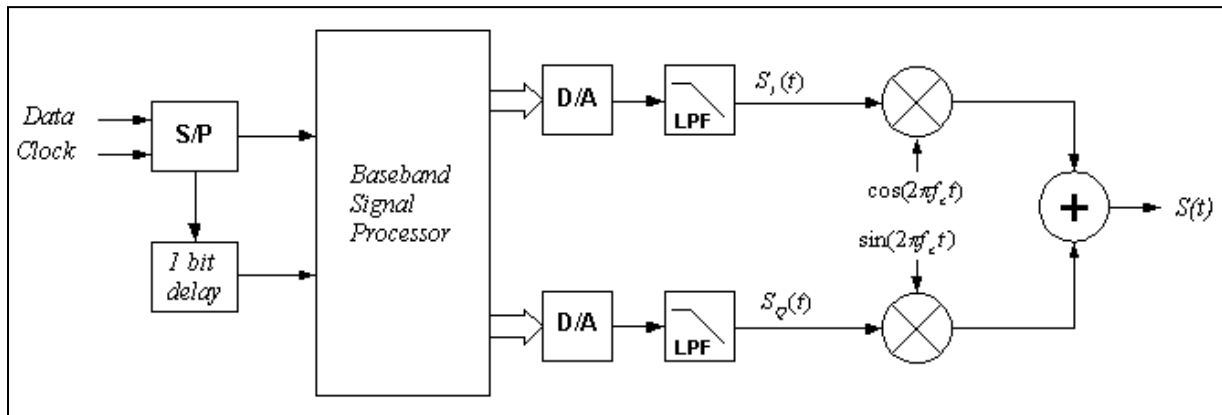 Data
Clock
S/P
1 bit
delay
Baseband
Signal
Processor
D/A
LPF
S_I(t)
cos(2πf_c t)
sin(2πf_c t)
D/A
LPF
S_Q(t)
+
S(t)